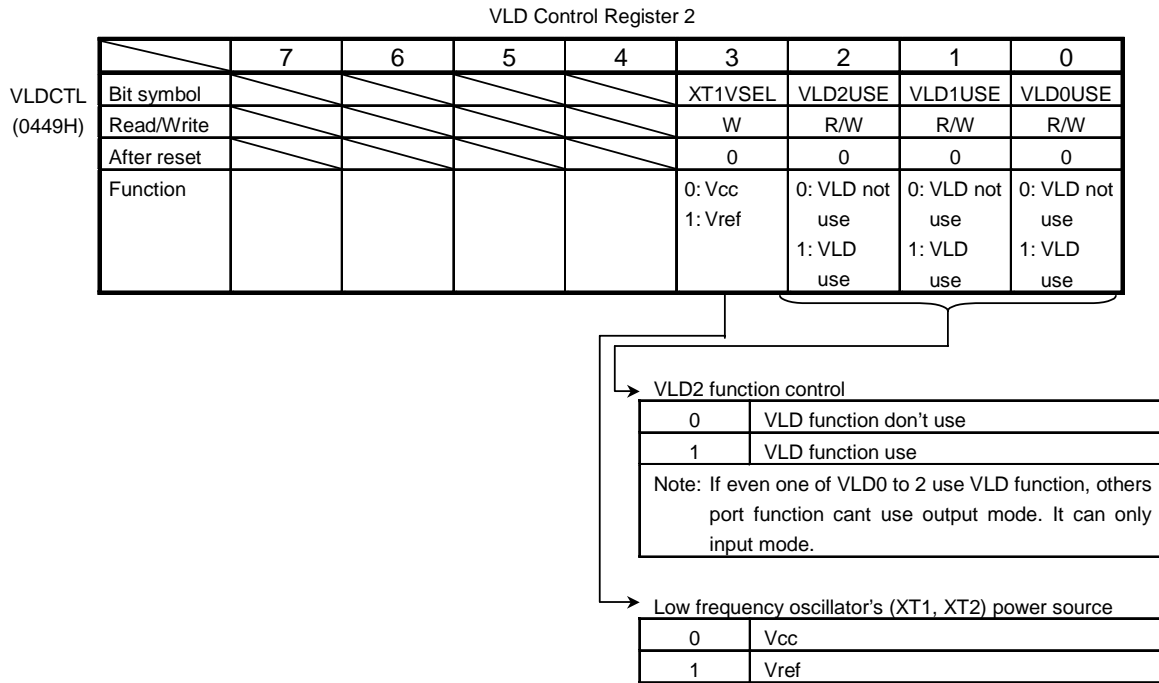 VLD Control Register 2
7 6 5 4 3 2 1 0
VLDCTL Bit symbol XT1VSEL VLD2USE VLD1USE VLD0USE
(0449H) Read/Write W R/W R/W R/W
After reset 0 0 0 0
Function 0: Vcc 0: VLD not 0: VLD not 0: VLD not
1: Vref use use use
1: VLD 1: VLD 1: VLD
use use use
VLD2 function control
0 VLD function don't use
1 VLD function use
Note: If even one of VLD0 to 2 use VLD function, others
port function cant use output mode. It can only
input mode.
Low frequency oscillator's (XT1, XT2) power source
0 Vcc
1 Vref